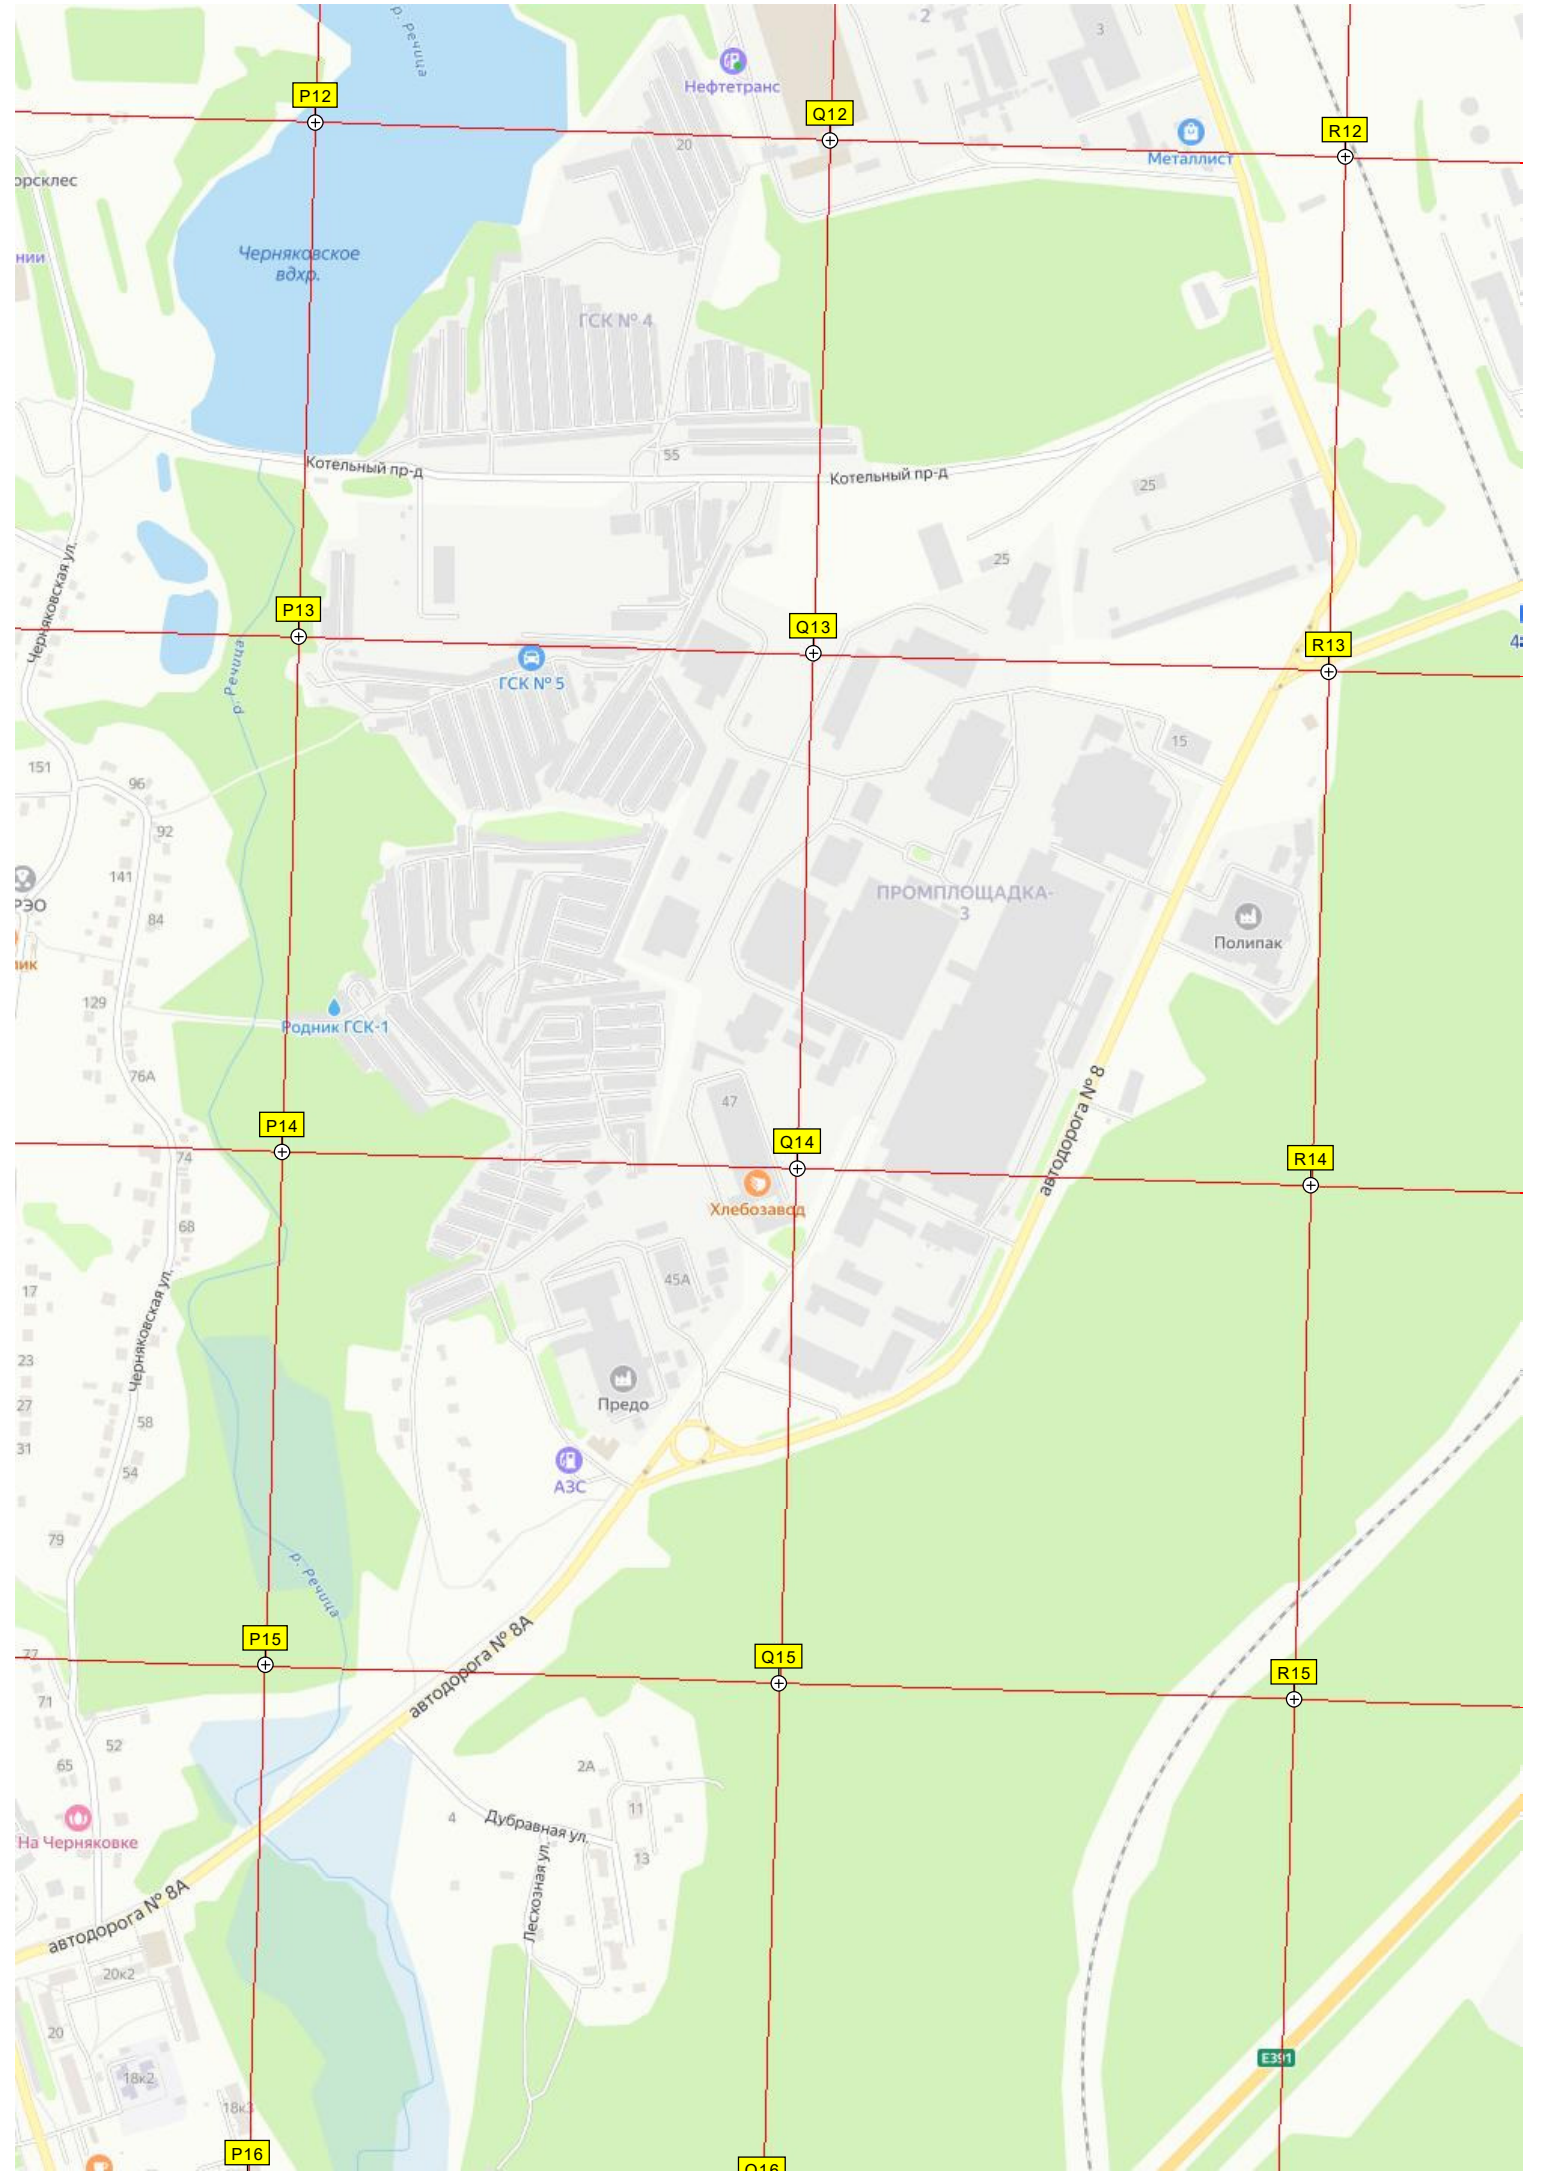 р. Речица
2
3
Нефтетранс
P12
Q12
R12
20
Металлист
Черняковское
вдхр.
ГСК № 4
55
Котельный пр-д
Котельный пр-д
25
25
Черняковская ул.
P13
Q13
R13
р. Речица
ГСК № 5
15
151
96
92
141
84
РЭО
ПРОМПЛОЩАДКА-
3
Полипак
129
Родник ГСК-1
76А
47
автодорога № 8
P14
Q14
R14
74
Хлебозавод
68
17
45А
Черняковская ул.
23
27
31
58
54
Предо
АЗС
79
р. Речица
P15
Q15
R15
77
71
автодорога № 8А
52
65
2А
4
11
Дубравная ул.
13
На Черняковке
Лесхозная ул.
автодорога № 8А
20к2
20
18к2
18к3
E391
P16
Q16